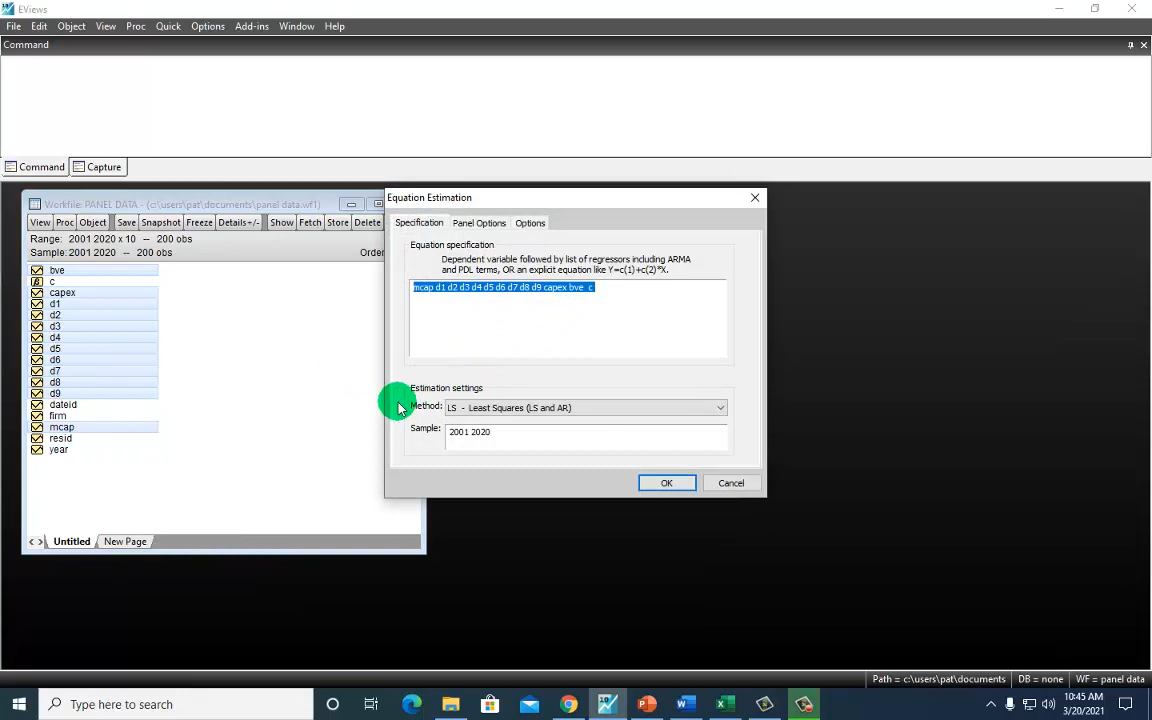 EViews
File Edit Object View Proc Quick Options Add-ins Window Help
Command
Command Capture
Workfile: PANEL DATA - (c:\users\pat\documents\panel data.wf1)
View Proc Object Save Snapshot Freeze Details+/- Show Fetch Store Delete
Range: 2001 2020 x 10 -- 200 obs
Sample: 2001 2020 -- 200 obs Order
bve
c
capex
d1
d2
d3
d4
d5
d6
d7
d8
d9
dateid
firm
mcap
resid
year
Untitled New Page
Equation Estimation
Specification Panel Options Options
Equation specification
Dependent variable followed by list of regressors including ARMA
and PDL terms, OR an explicit equation like Y=c(1)+c(2)*X.
mcap d1 d2 d3 d4 d5 d6 d7 d8 d9 capex bve c
Estimation settings
Method: LS - Least Squares (LS and AR)
Sample: 2001 2020
OK Cancel
Path = c:\users\pat\documents DB = none WF = panel data
Type here to search
10:45 AM
3/20/2021